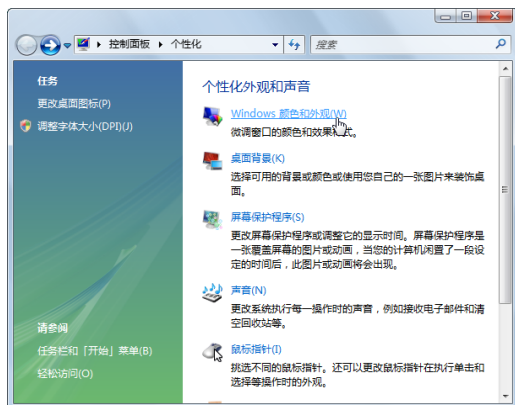 控制面板 ▸ 个性化
搜索
任务
更改桌面图标(P)
调整字体大小(DPI)(J)
请参阅
任务栏和「开始」菜单(B)
轻松访问(O)
个性化外观和声音
Windows 颜色和外观(W)
微调窗口的颜色和效果样式。
桌面背景(K)
选择可用的背景或颜色或使用您自己的一张图片来装饰桌
面。
屏幕保护程序(S)
更改屏幕保护程序或调整它的显示时间。屏幕保护程序是
一张覆盖屏幕的图片或动画，当您的计算机闲置了一段设
定的时间后，此图片或动画将会出现。
声音(N)
更改系统执行每一操作时的声音，例如接收电子邮件和清
空回收站等。
鼠标指针(I)
挑选不同的鼠标指针。还可以更改鼠标指针在执行单击和
选择等操作时的外观。